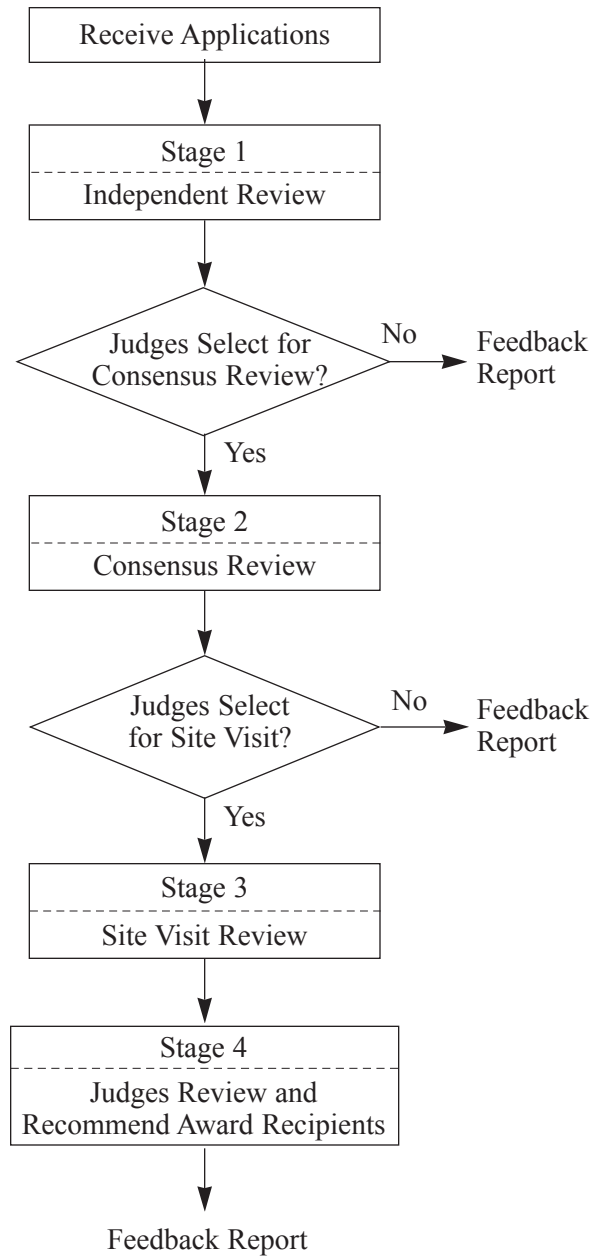 Receive Applications
Stage 1
Independent Review
Judges Select for
Consensus Review?
No
Feedback
Report
Yes
Stage 2
Consensus Review
Judges Select
for Site Visit?
No
Feedback
Report
Yes
Stage 3
Site Visit Review
Stage 4
Judges Review and
Recommend Award Recipients
Feedback Report